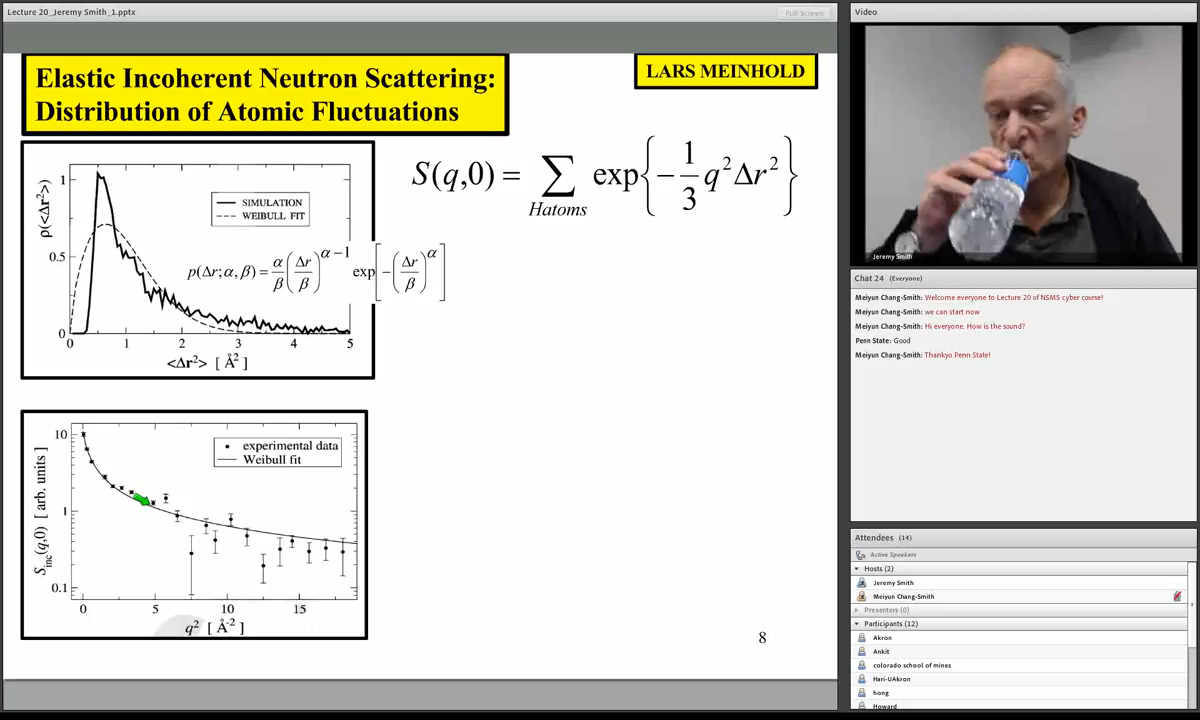 Lecture 20_Jeremy Smith_1.pptx
Full Screen
Elastic Incoherent Neutron Scattering:
Distribution of Atomic Fluctuations
LARS MEINHOLD
S(q,0) = ∑ exp{−1/3 q²Δr²}
Hatoms
ρ(<Δr²>)
1
0.5
0
SIMULATION
WEIBULL FIT
p(Δr;α,β) = α/β (Δr/β)^α−1 exp[−(Δr/β)^α]
0 1 2 3 4 5
<Δr²> [ Å² ]
S_inc(q,0) [ arb. units ]
10
1
0.1
experimental data
Weibull fit
0 5 10 15
q² [ Å⁻² ]
8
Video
Jeremy Smith
Chat 24 (Everyone)
Meiyun Chang-Smith: Welcome everyone to Lecture 20 of NSMS cyber course!
Meiyun Chang-Smith: we can start now
Meiyun Chang-Smith: Hi everyone. How is the sound?
Penn State: Good
Meiyun Chang-Smith: Thankyo Penn State!
Attendees (14)
Active Speakers
Hosts (2)
Jeremy Smith
Meiyun Chang-Smith
Presenters (0)
Participants (12)
Akron
Ankit
colorado school of mines
Hari-UAkron
hong
Howard